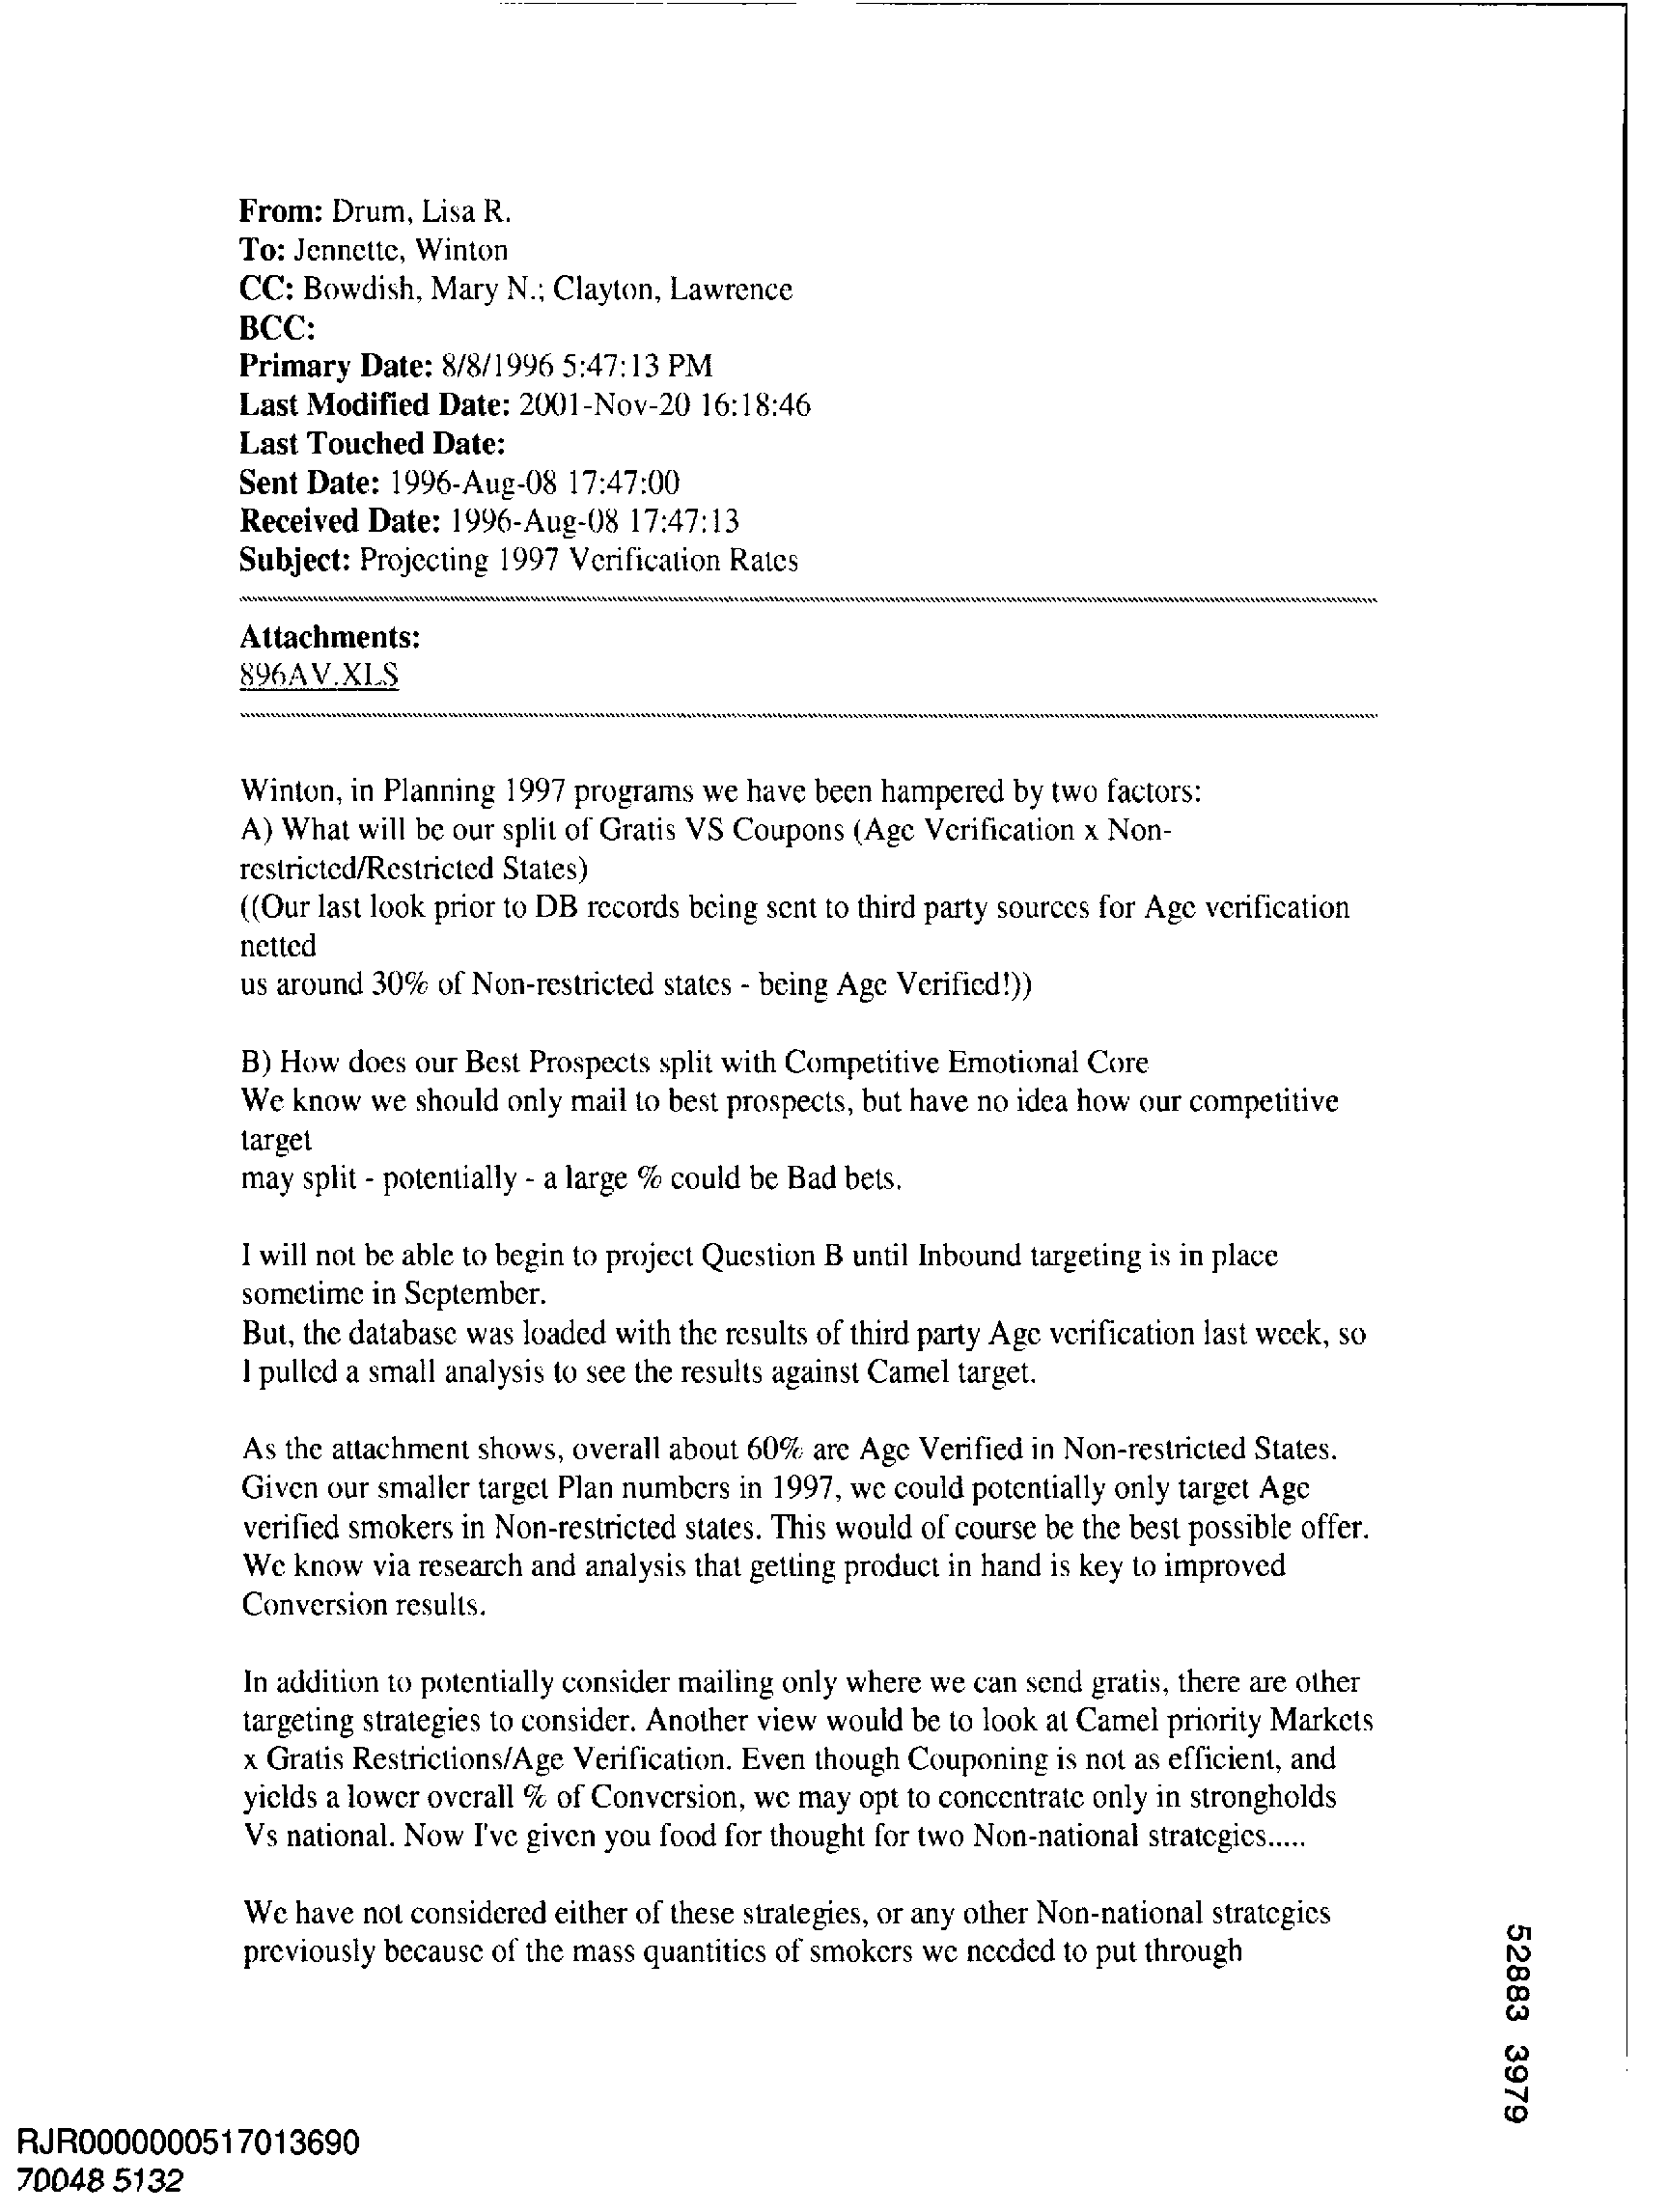 From: Drum, Lisa R.
To: Jennette, Winton
CC: Bowdish, Mary N.; Clayton, Lawrence
BCC:
Primary Date: 8/8/1996 5:47:13 PM
Last Modified Date: 2001-Nov-20 16:18:46
Last Touched Date:
Sent Date: 1996-Aug-08 17:47:00
Received Date: 1996-Aug-08 17:47:13
Subject: Projecting 1997 Verification Rates
Attachments:
896AV.XLS
Winton, in Planning 1997 programs we have been hampered by two factors:
A) What will be our split of Gratis VS Coupons (Age Verification x Non-
restricted/Restricted States)
((Our last look prior to DB records being sent to third party sources for Age verification
netted
us around 30% of Non-restricted states - being Age Verified!))
B) How does our Best Prospects split with Competitive Emotional Core
We know we should only mail to best prospects, but have no idea how our competitive
target
may split - potentially - a large % could be Bad bets.
I will not be able to begin to project Question B until Inbound targeting is in place
sometime in September.
But, the database was loaded with the results of third party Age verification last week, so
I pulled a small analysis to see the results against Camel target.
As the attachment shows, overall about 60% are Age Verified in Non-restricted States.
Given our smaller target Plan numbers in 1997, we could potentially only target Age
verified smokers in Non-restricted states. This would of course be the best possible offer.
We know via research and analysis that getting product in hand is key to improved
Conversion results.
In addition to potentially consider mailing only where we can send gratis, there are other
targeting strategies to consider. Another view would be to look at Camel priority Markets
x Gratis Restrictions/Age Verification. Even though Couponing is not as efficient, and
yields a lower overall % of Conversion, we may opt to concentrate only in strongholds
Vs national. Now I've given you food for thought for two Non-national strategies.....
We have not considered either of these strategies, or any other Non-national strategies
previously because of the mass quantities of smokers we needed to put through
52883 3979
RJR0000000517013690
70048 5132